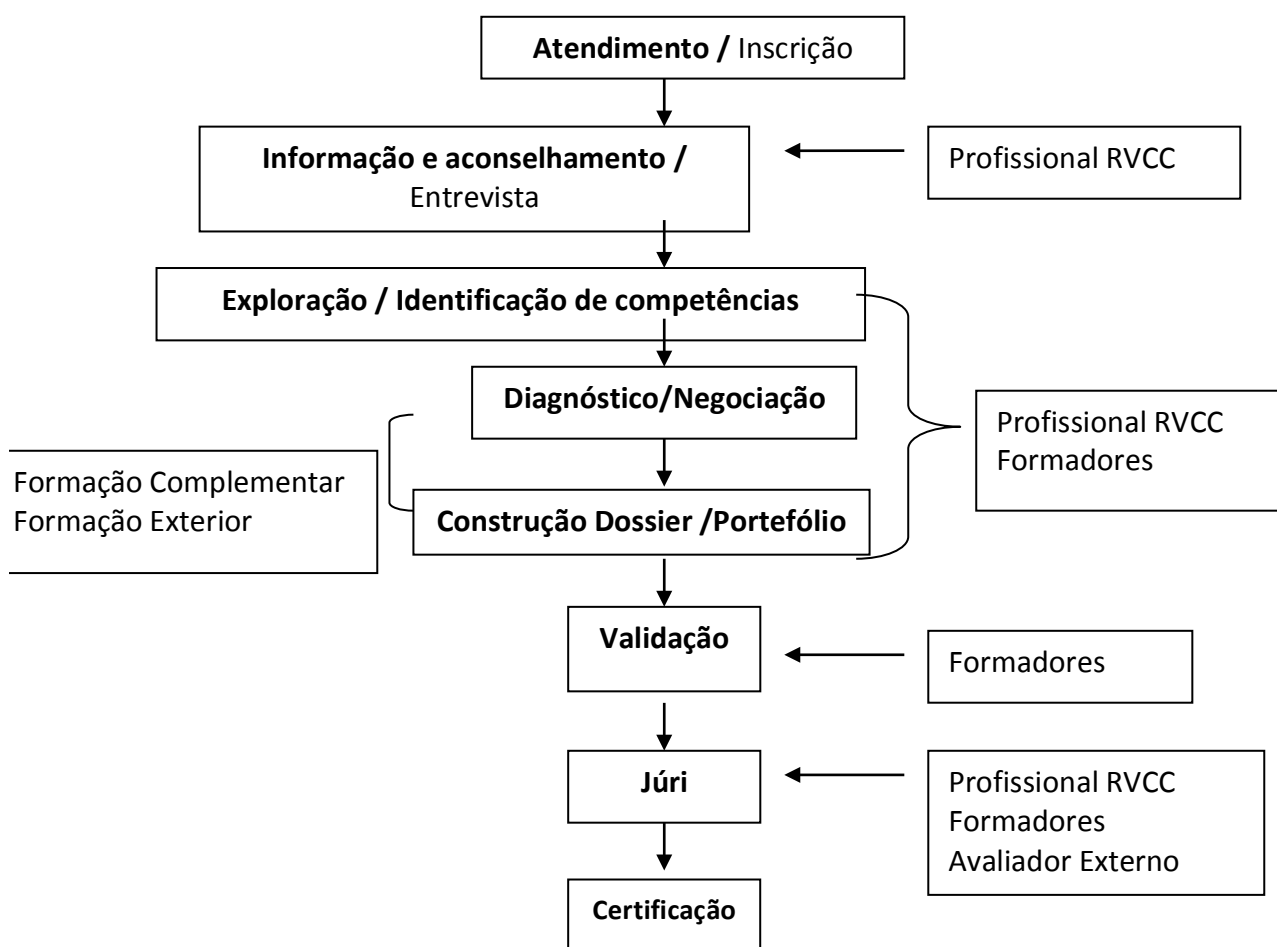 Atendimento / Inscrição
Informação e aconselhamento /
Entrevista
Profissional RVCC
Exploração / Identificação de competências
Diagnóstico/Negociação
Profissional RVCC
Formadores
Formação Complementar
Formação Exterior
Construção Dossier /Portefólio
Validação
Formadores
Júri
Profissional RVCC
Formadores
Avaliador Externo
Certificação